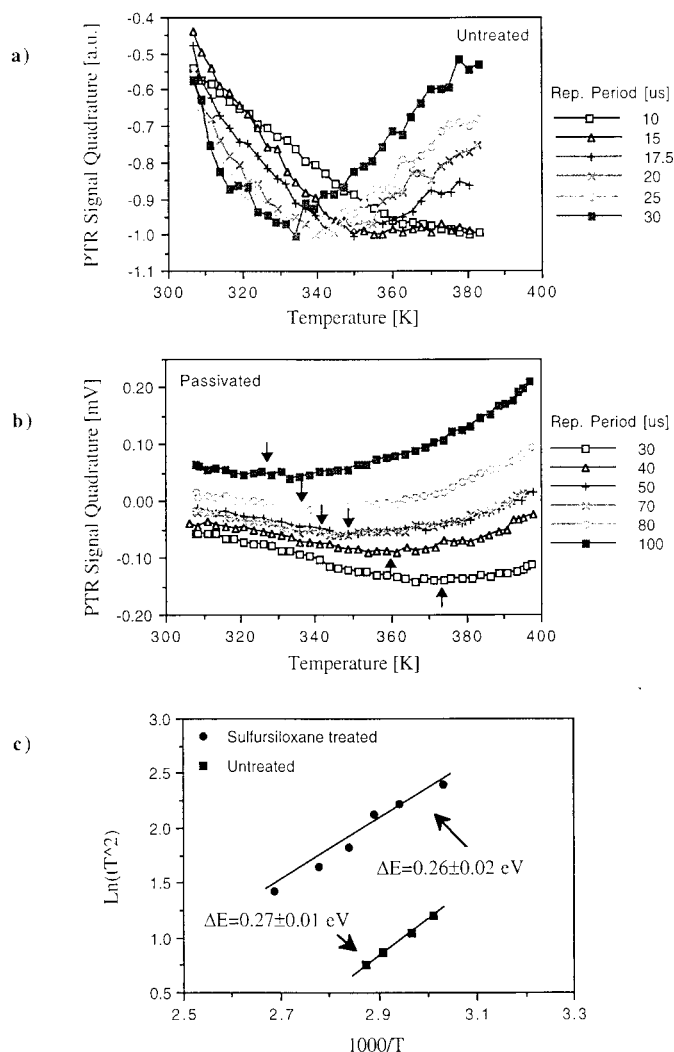 a)
-0.4
-0.5
-0.6
-0.7
-0.8
-0.9
-1.0
-1.1
PTR Signal Quadrature [a.u.]
Untreated
300
320
340
360
380
400
Temperature [K]
Rep. Period [us]
10
15
17.5
20
25
30
b)
0.20
0.10
0.00
-0.10
-0.20
PTR Signal Quadrature [mV]
Passivated
300
320
340
360
380
400
Temperature [K]
Rep. Period [us]
30
40
50
70
80
100
c)
3.0
2.5
2.0
1.5
1.0
0.5
Ln(tT^2)
Sulfursiloxane treated
Untreated
ΔE=0.26±0.02 eV
ΔE=0.27±0.01 eV
2.5
2.7
2.9
3.1
3.3
1000/T